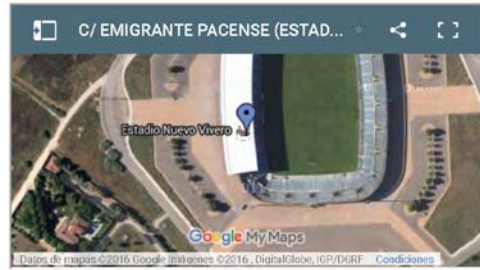 C/ EMIGRANTE PACENSE (ESTAD...
Estadio Nuevo Vivero
Google My Maps
Datos de mapas ©2016 Google Imágenes ©2016 , DigitalGlobe, IGP/DGRF Condiciones